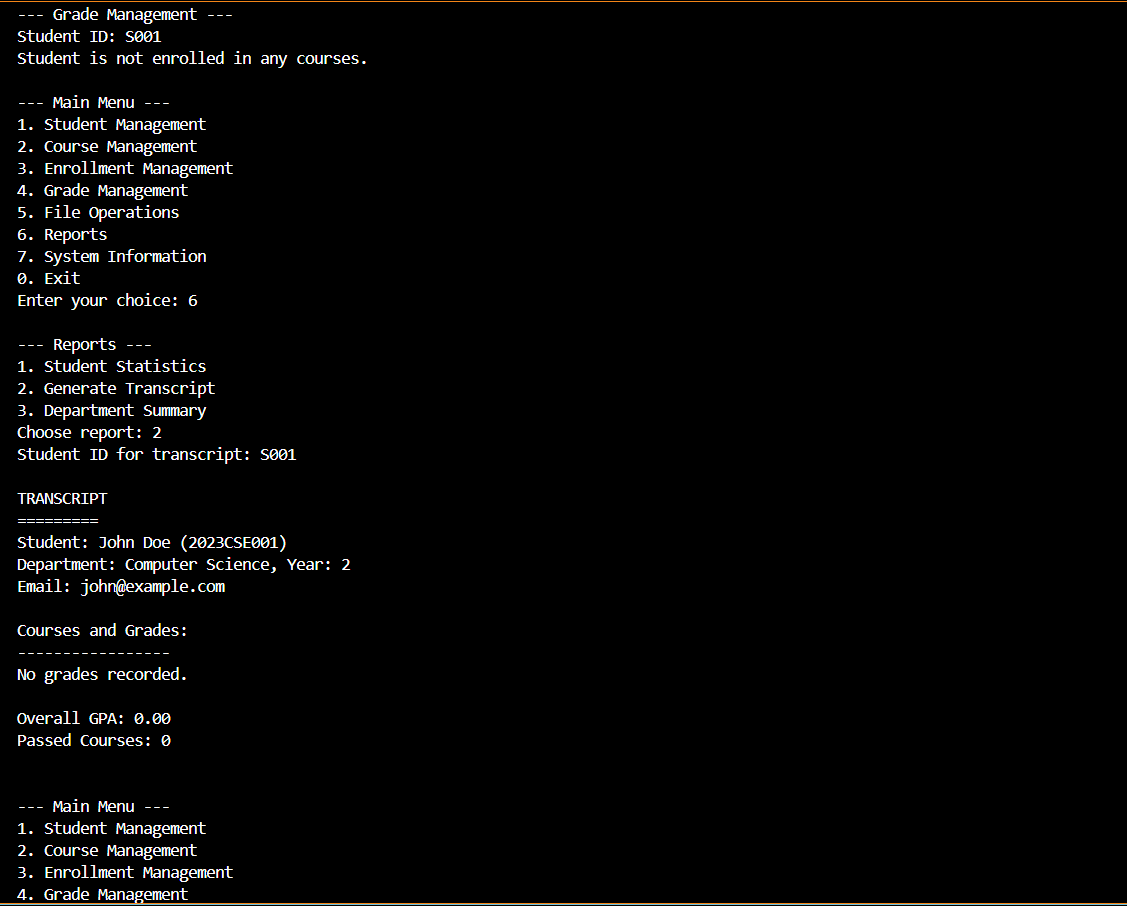 --- Grade Management ---
Student ID: S001
Student is not enrolled in any courses.
--- Main Menu ---
1. Student Management
2. Course Management
3. Enrollment Management
4. Grade Management
5. File Operations
6. Reports
7. System Information
0. Exit
Enter your choice: 6
--- Reports ---
1. Student Statistics
2. Generate Transcript
3. Department Summary
Choose report: 2
Student ID for transcript: S001
TRANSCRIPT
=========
Student: John Doe (2023CSE001)
Department: Computer Science, Year: 2
Email: john@example.com
Courses and Grades:
-----------------
No grades recorded.
Overall GPA: 0.00
Passed Courses: 0
--- Main Menu ---
1. Student Management
2. Course Management
3. Enrollment Management
4. Grade Management